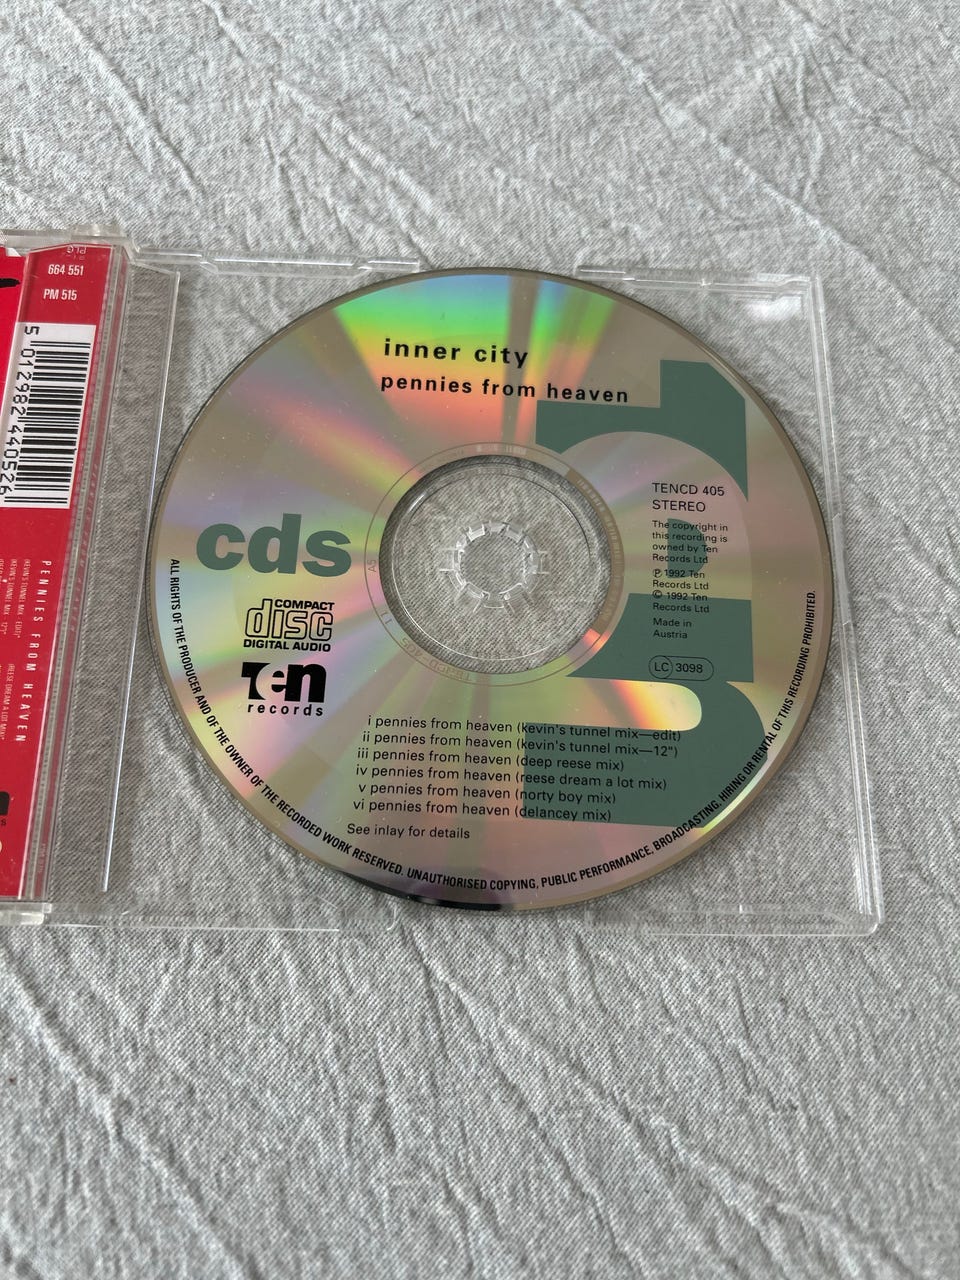 PLG
664 551
PM 515
5 012982 440526
PENNIES FROM HEAVEN
inner city
pennies from heaven
TENCD 405
STEREO
The copyright in
this recording is
owned by Ten
Records Ltd
℗ 1992 Ten
Records Ltd
© 1992 Ten
Records Ltd
Made in
Austria
LC 3098
cds
COMPACT
disc
DIGITAL AUDIO
Ten
records
i pennies from heaven (kevin's tunnel mix—edit)
ii pennies from heaven (kevin's tunnel mix—12")
iii pennies from heaven (deep reese mix)
iv pennies from heaven (reese dream a lot mix)
v pennies from heaven (norty boy mix)
vi pennies from heaven (delancey mix)
See inlay for details
ALL RIGHTS OF THE PRODUCER AND OF THE OWNER OF THE RECORDED WORK RESERVED. UNAUTHORISED COPYING, PUBLIC PERFORMANCE, BROADCASTING, HIRING OR RENTAL OF THIS RECORDING PROHIBITED.